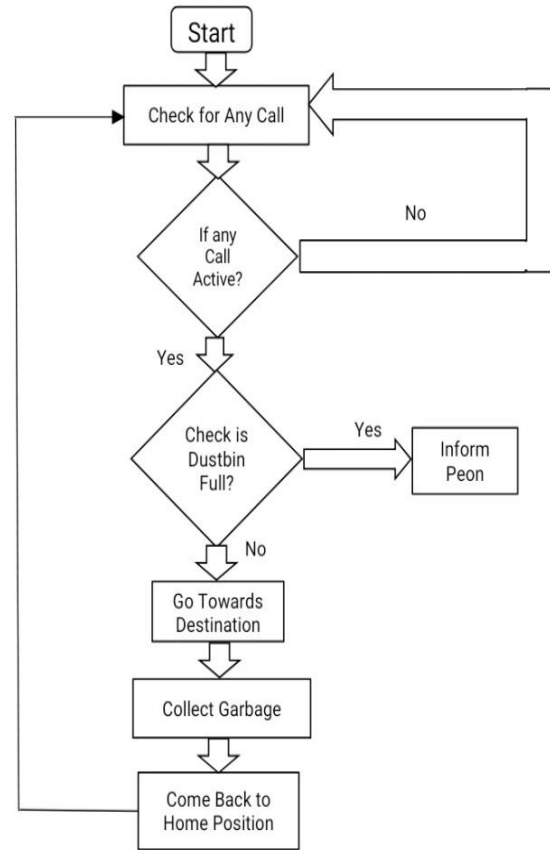 Start
Check for Any Call
If any
Call
Active?
No
Yes
Check is
Dustbin
Full?
Yes
Inform
Peon
No
Go Towards
Destination
Collect Garbage
Come Back to
Home Position